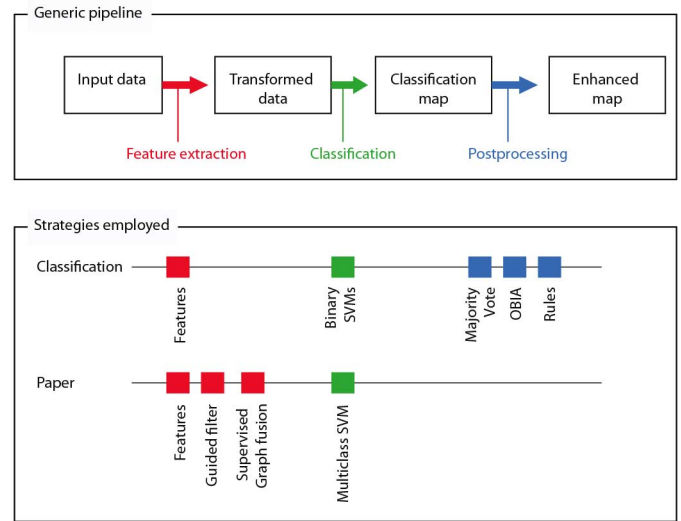 Generic pipeline
Input data
Transformed
data
Classification
map
Enhanced
map
Feature extraction
Classification
Postprocessing
Strategies employed
Classification
Features
Binary
SVMs
Majority
Vote
OBIA
Rules
Paper
Features
Guided filter
Supervised
Graph fusion
Multiclass SVM